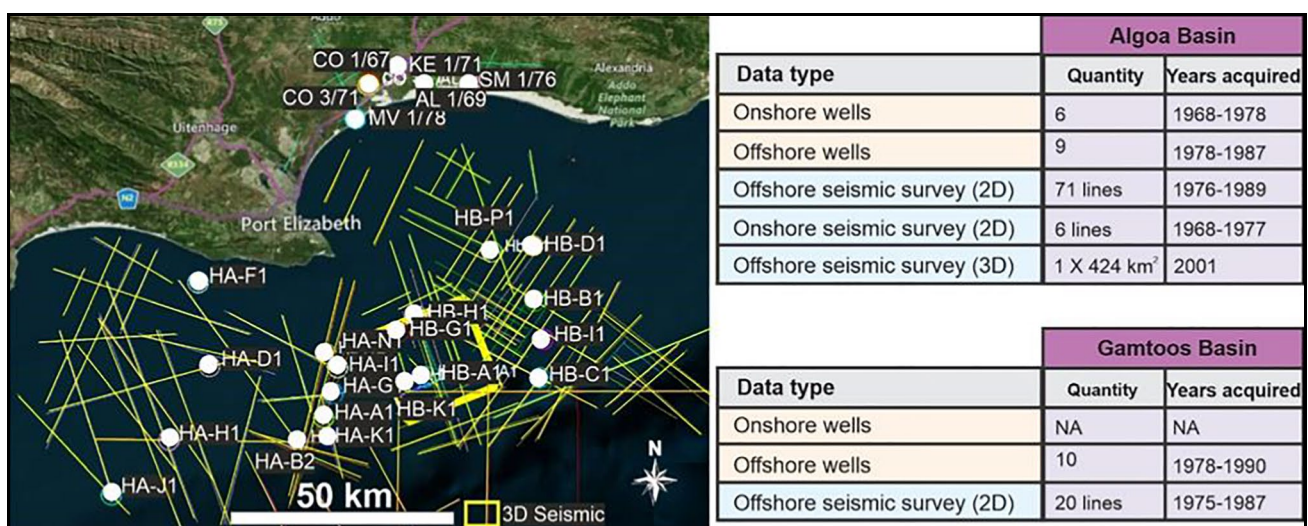 R75
Addo
CO 1/67
KE 1/71
SM 1/76
CO 3/71
AL 1/69
MV 1/78
Alexandria
Addo
Elephant
National
Park
Uitenhage
R334
N2
Port Elizabeth
HB-P1
HB-D1
HA-F1
HB-B1
HB-H1
HB-G1
HB-I1
HA-N1
HA-D1
HA-I1
HB-A1
A1
HB-C1
HA-G
HB-K1
HA-A1
HA-H1
HA-K1
HA-B2
HA-J1
50 km
N
3D Seismic
Algoa Basin
Data type Quantity Years acquired
Onshore wells 6 1968-1978
Offshore wells 9 1978-1987
Offshore seismic survey (2D) 71 lines 1976-1989
Onshore seismic survey (2D) 6 lines 1968-1977
Offshore seismic survey (3D) 1 X 424 km² 2001
Gamtoos Basin
Data type Quantity Years acquired
Onshore wells NA NA
Offshore wells 10 1978-1990
Offshore seismic survey (2D) 20 lines 1975-1987